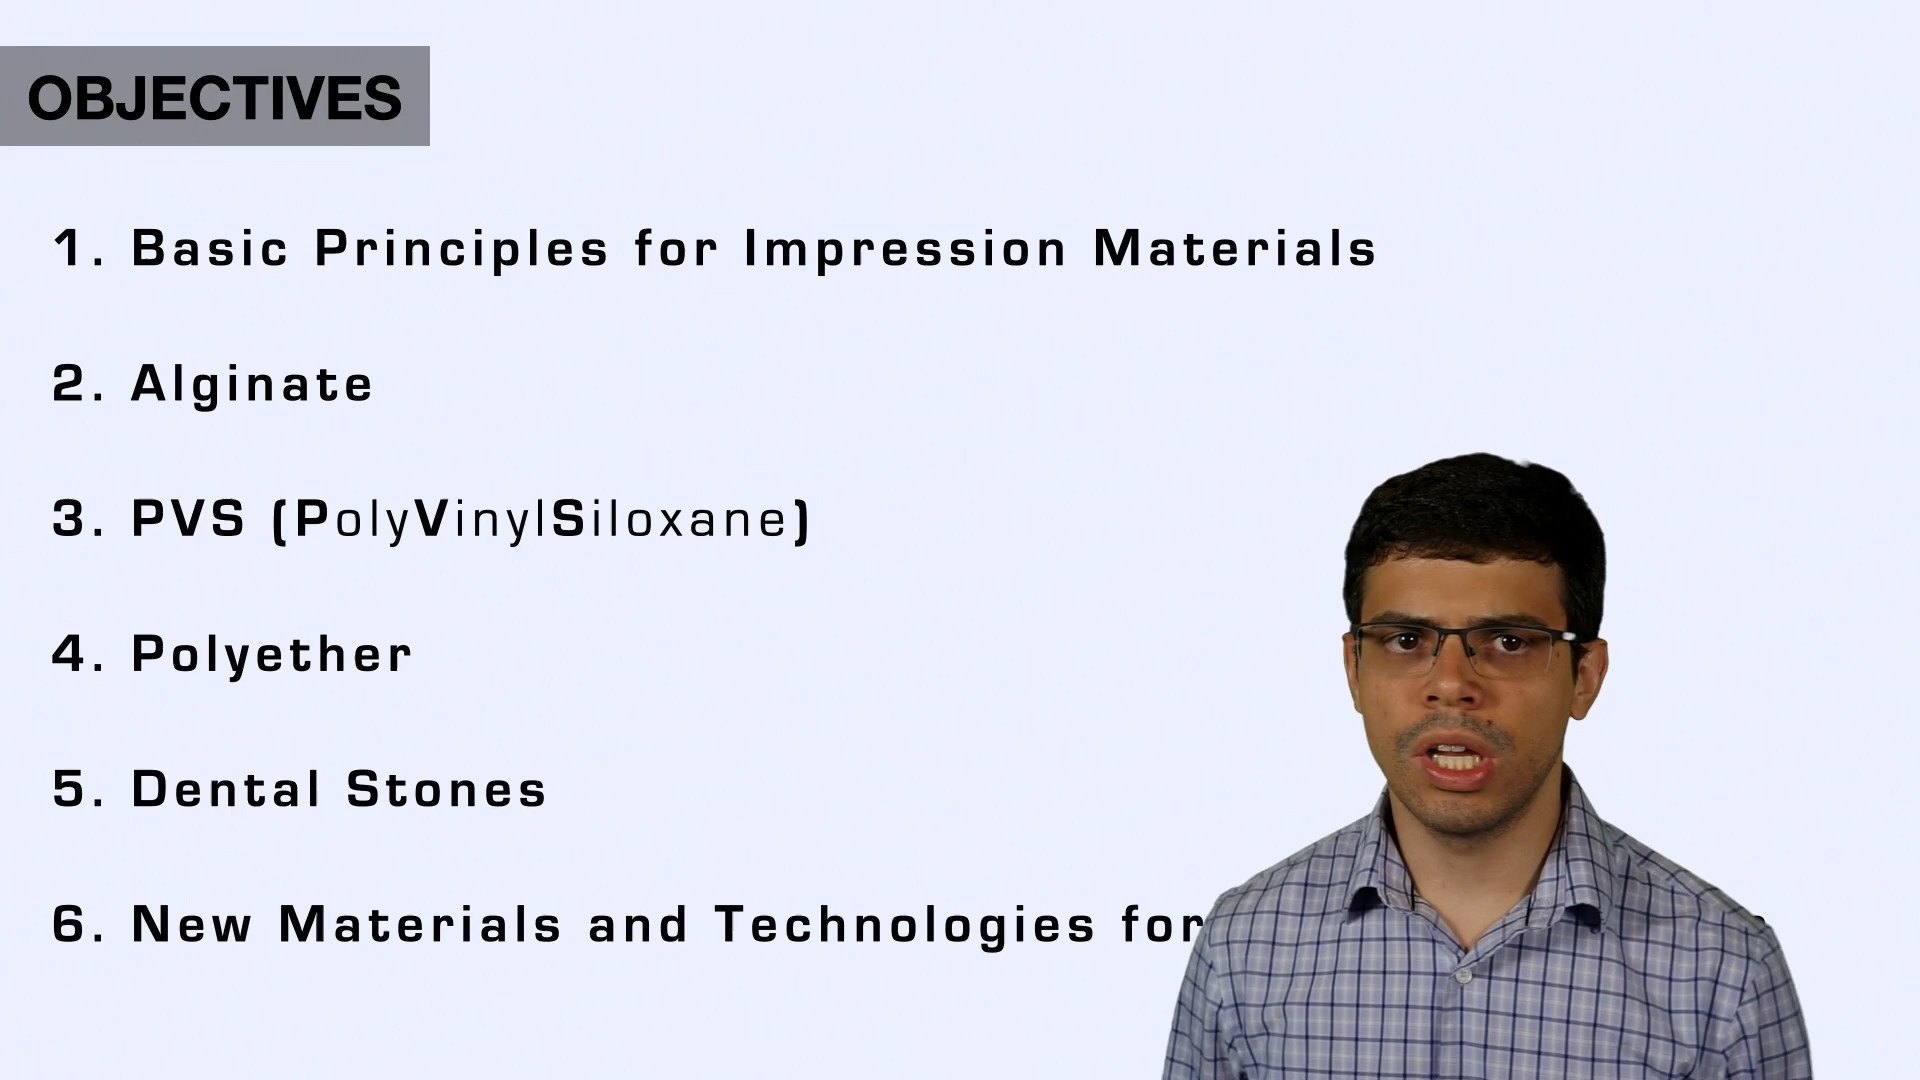 OBJECTIVES
1. Basic Principles for Impression Materials
2. Alginate
3. PVS (PolyVinylSiloxane)
4. Polyether
5. Dental Stones
6. New Materials and Technologies for